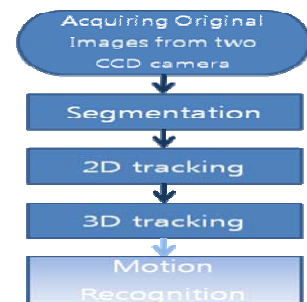 Acquiring Original
Images from two
CCD camera
Segmentation
2D tracking
3D tracking
Motion
Recognition